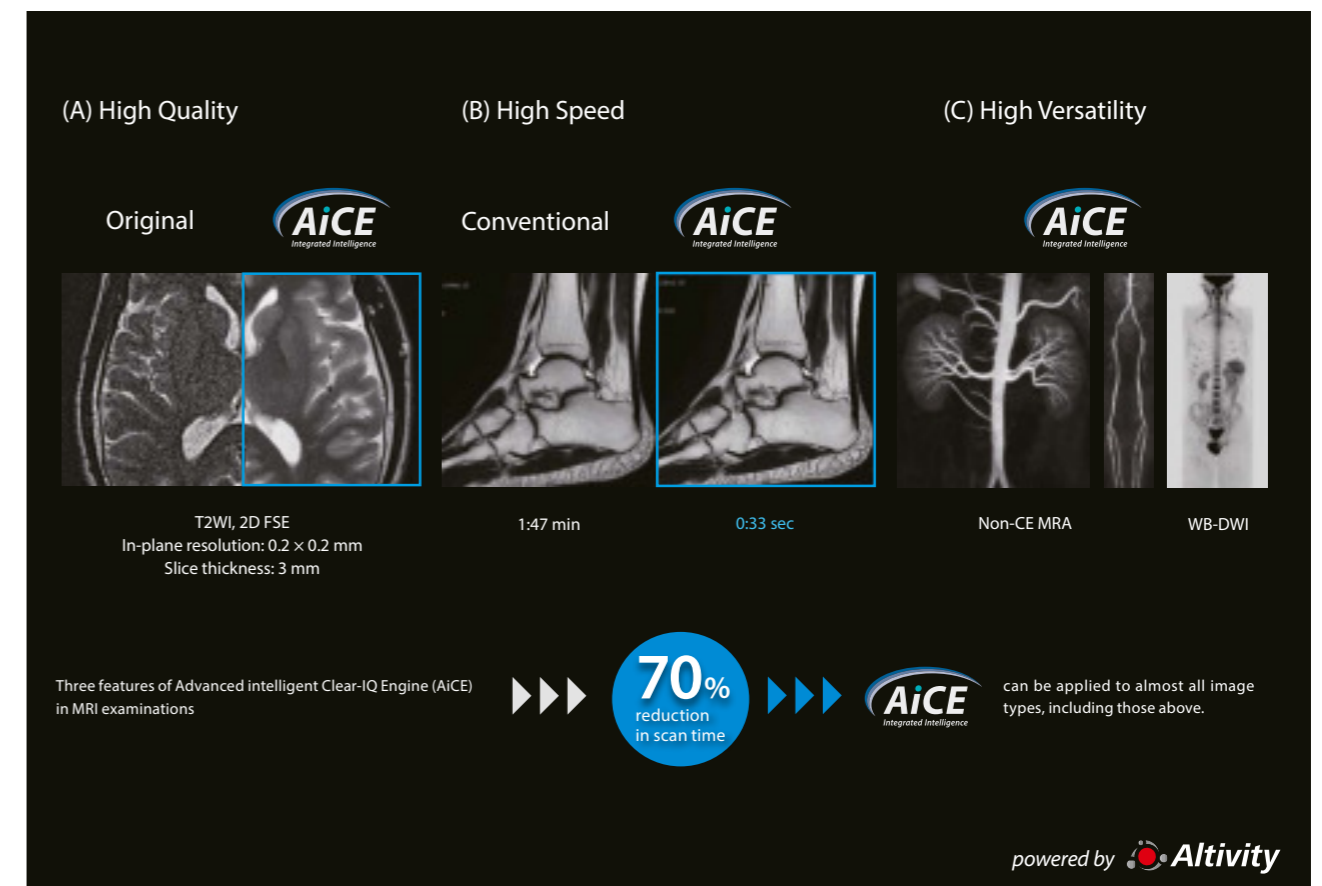 (A) High Quality
(B) High Speed
(C) High Versatility
Original
AiCE
Integrated Intelligence
Conventional
AiCE
Integrated Intelligence
AiCE
Integrated Intelligence
T2WI, 2D FSE
In-plane resolution: 0.2 × 0.2 mm
Slice thickness: 3 mm
1:47 min
0:33 sec
Non-CE MRA
WB-DWI
Three features of Advanced intelligent Clear-IQ Engine (AiCE)
in MRI examinations
70%
reduction
in scan time
AiCE
Integrated Intelligence
can be applied to almost all image
types, including those above.
powered by Altivity